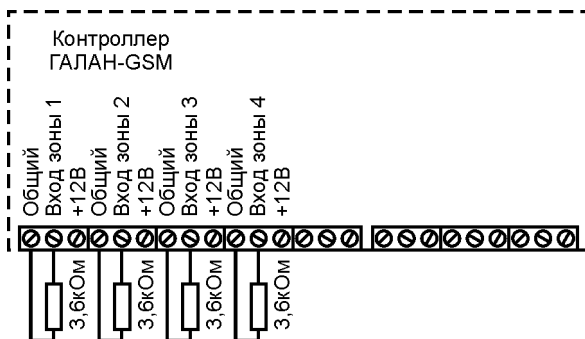 Контроллер
ГАЛАН-GSM
Общий
Вход зоны 1
+12В
Общий
Вход зоны 2
+12В
Общий
Вход зоны 3
+12В
Общий
Вход зоны 4
+12В
3,6кОм
3,6кОм
3,6кОм
3,6кОм